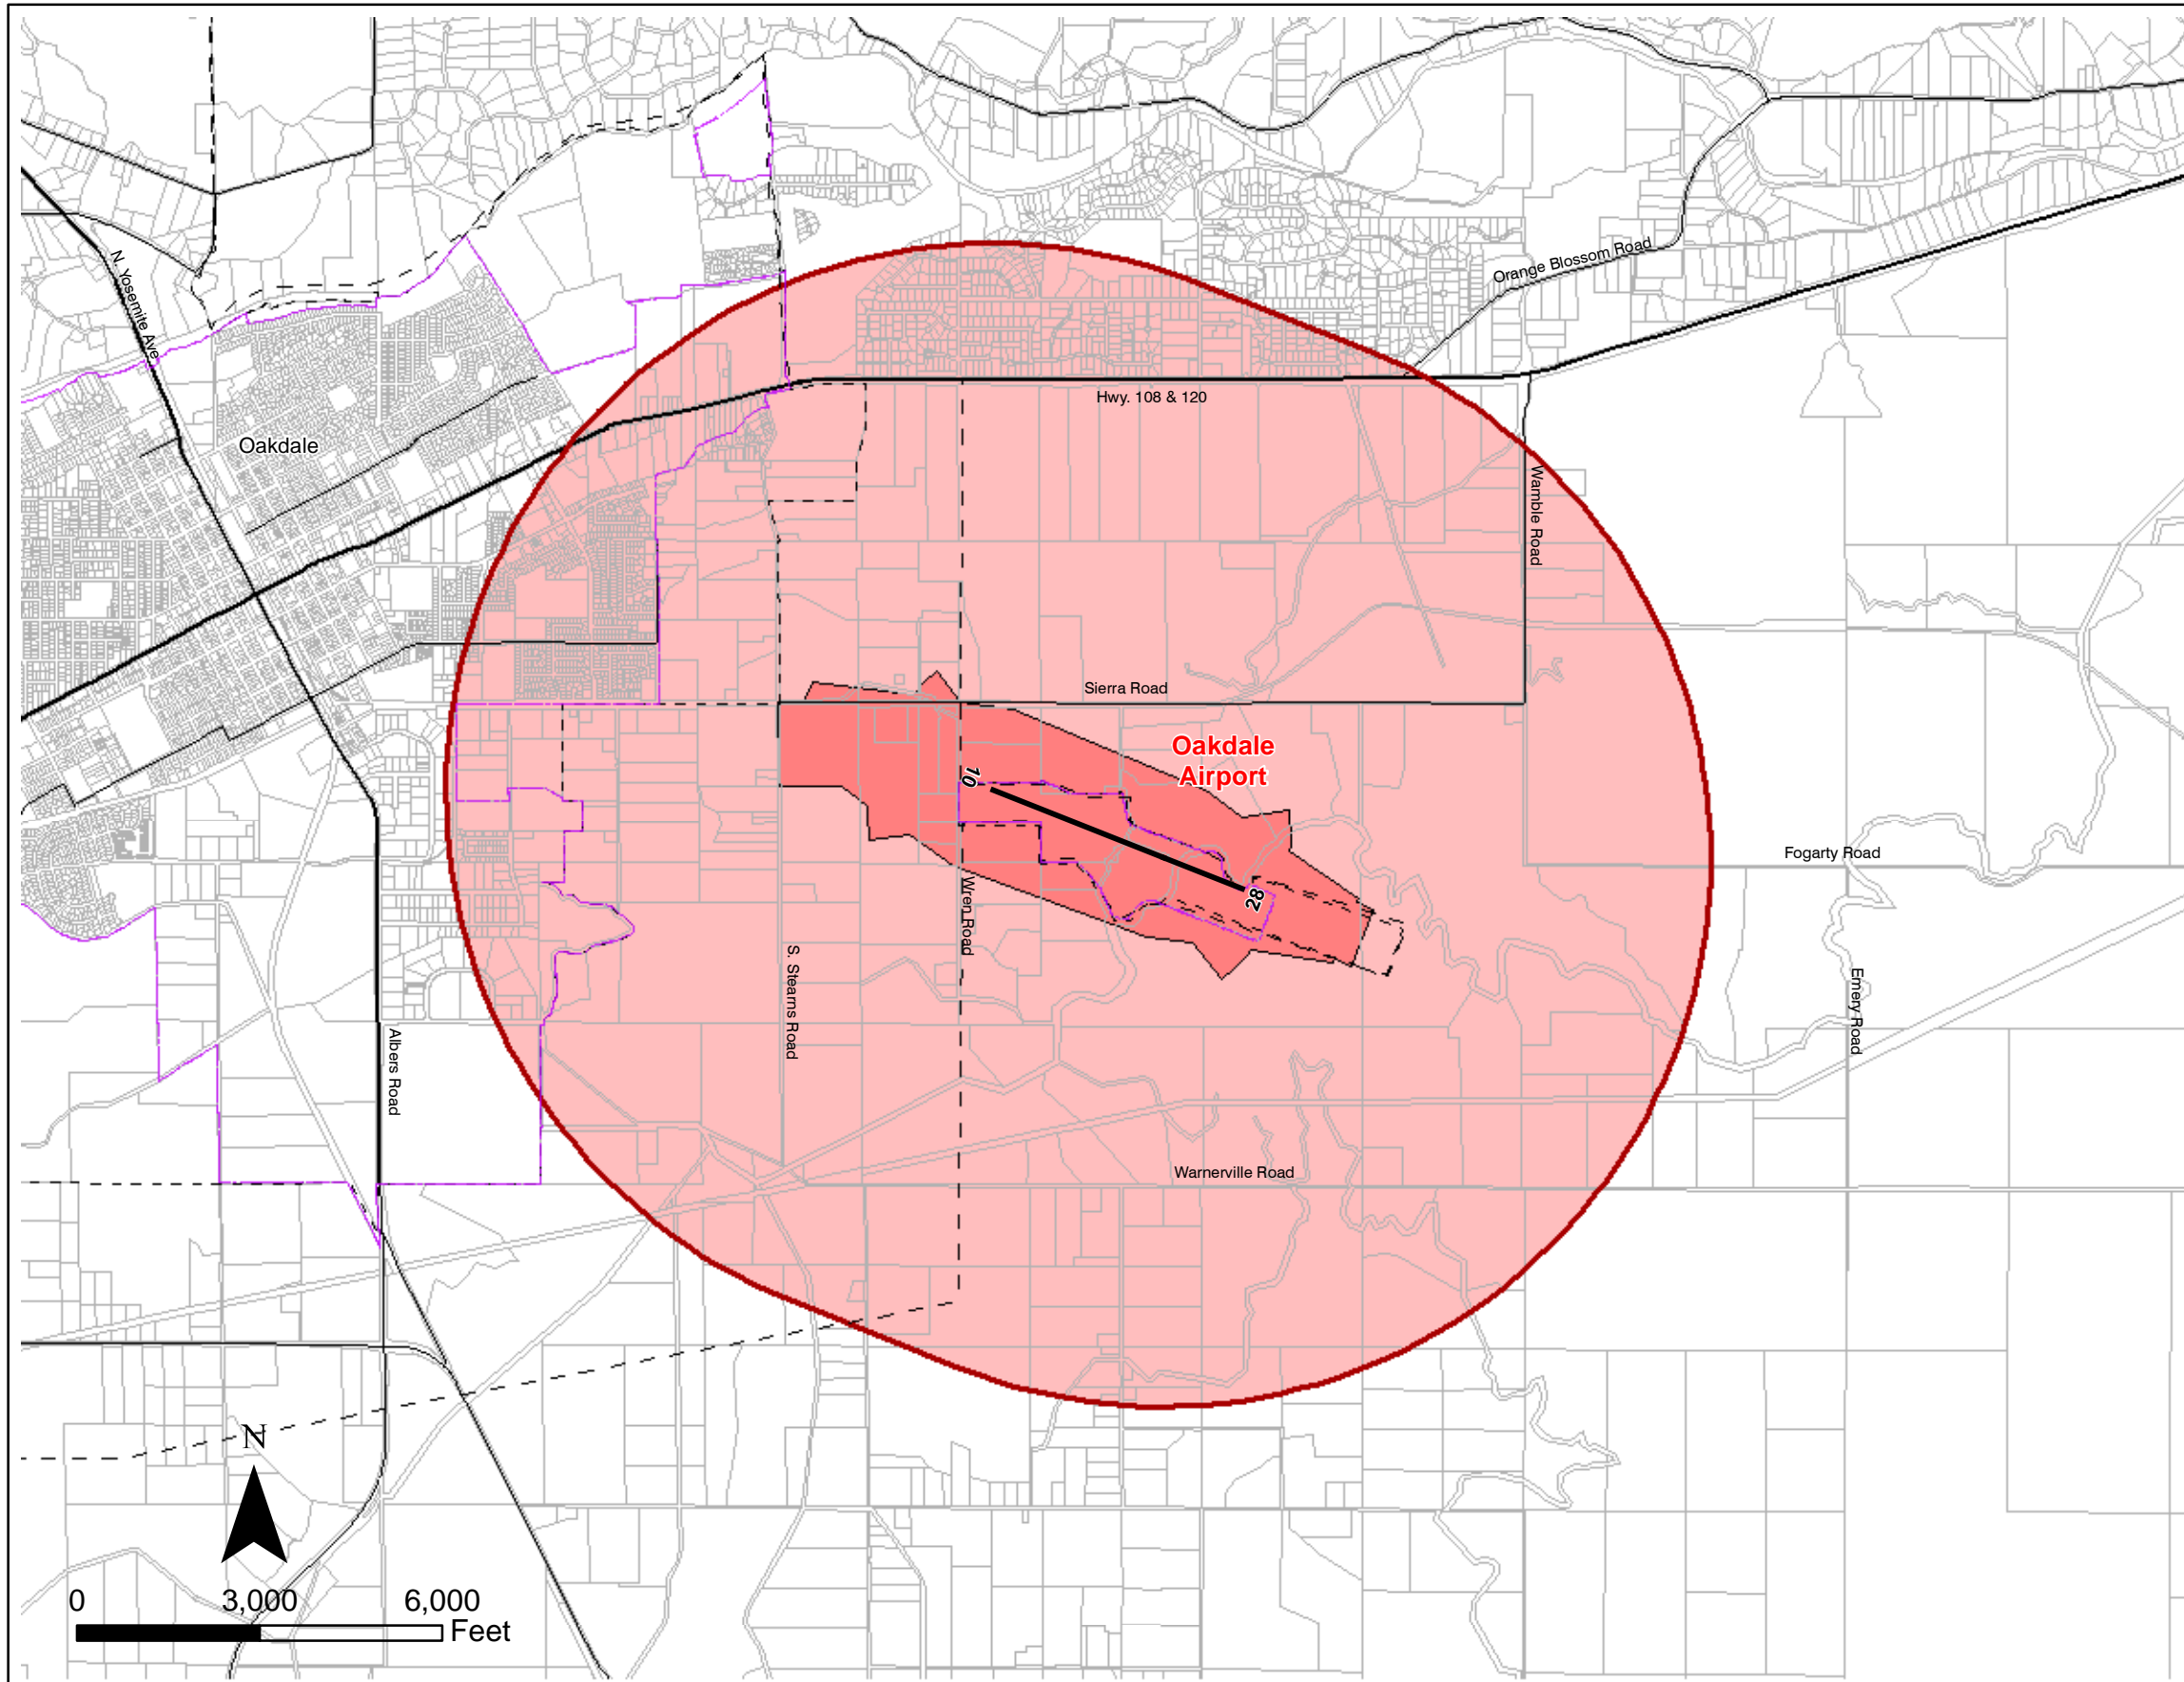 N. Yosemite Ave
Orange Blossom Road
Hwy. 108 & 120
Oakdale
Wamble Road
Sierra Road
Oakdale
Airport
10
28
Fogarty Road
Wren Road
S. Stearns Road
Emery Road
Albers Road
Warnerville Road
N
0 3,000 6,000
Feet